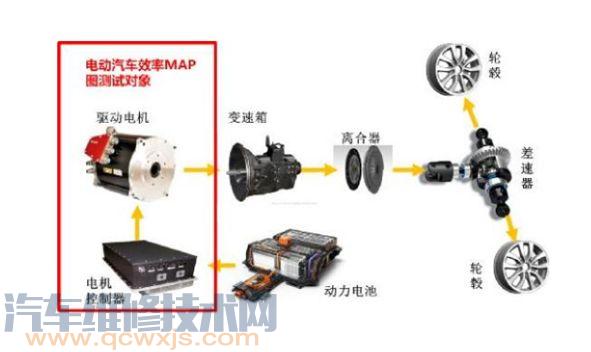 电动汽车效率MAP
图测试对象
驱动电机
变速箱
离合器
轮毂
差速器
轮毂
电机
控制器
动力电池
汽车维修技术网
www.qcwxjs.com